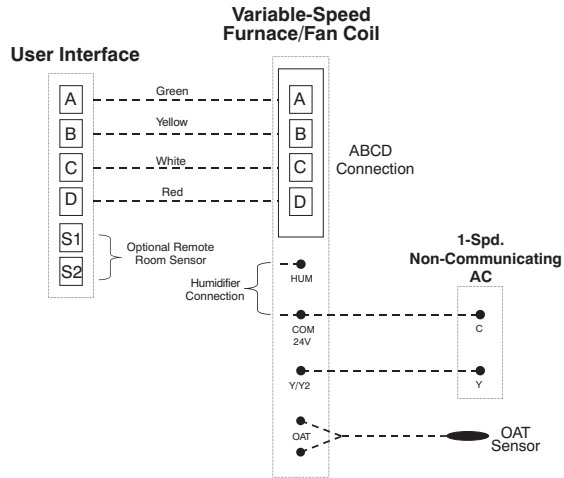 Variable-Speed
Furnace/Fan Coil
User Interface
A
Green
A
B
Yellow
B
C
White
C
D
Red
D
ABCD
Connection
S1
S2
Optional Remote
Room Sensor
1-Spd.
Non-Communicating
AC
Humidifier
Connection
HUM
COM
24V
C
Y/Y2
Y
OAT
OAT
Sensor